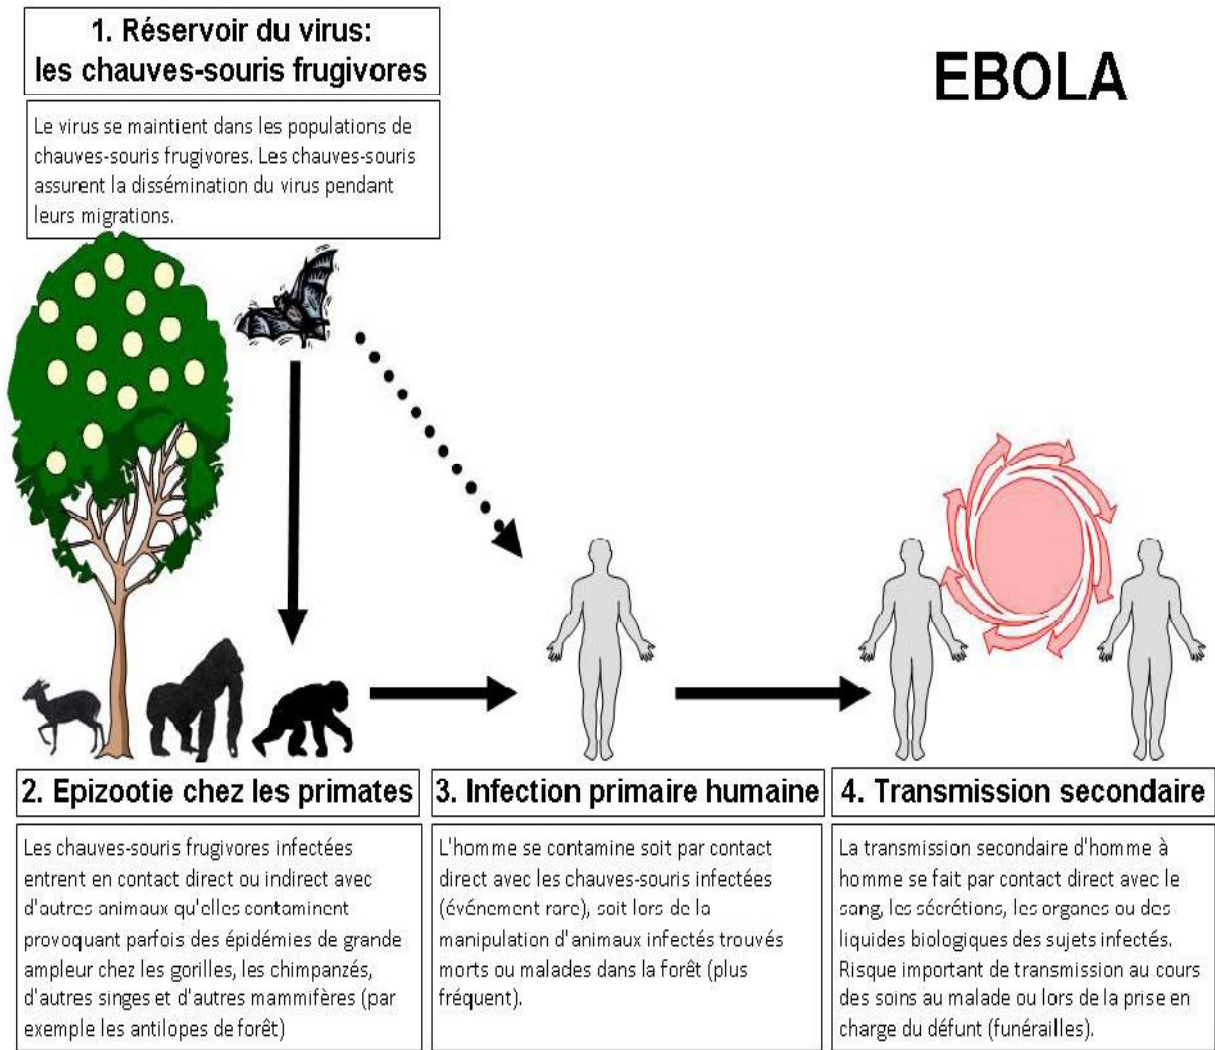 1. Réservoir du virus:
les chauves-souris frugivores
EBOLA
Le virus se maintient dans les populations de
chauves-souris frugivores. Les chauves-souris
assurent la dissémination du virus pendant
leurs migrations.
2. Epizootie chez les primates
Les chauves-souris frugivores infectées
entrent en contact direct ou indirect avec
d'autres animaux qu'elles contaminent
provoquant parfois des épidémies de grande
ampleur chez les gorilles, les chimpanzés,
d'autres singes et d'autres mammifères (par
exemple les antilopes de forêt)
3. Infection primaire humaine
L'homme se contamine soit par contact
direct avec les chauves-souris infectées
(événement rare), soit lors de la
manipulation d'animaux infectés trouvés
morts ou malades dans la forêt (plus
fréquent).
4. Transmission secondaire
La transmission secondaire d'homme à
homme se fait par contact direct avec le
sang, les sécrétions, les organes ou des
liquides biologiques des sujets infectés.
Risque important de transmission au cours
des soins au malade ou lors de la prise en
charge du défunt (funérailles).